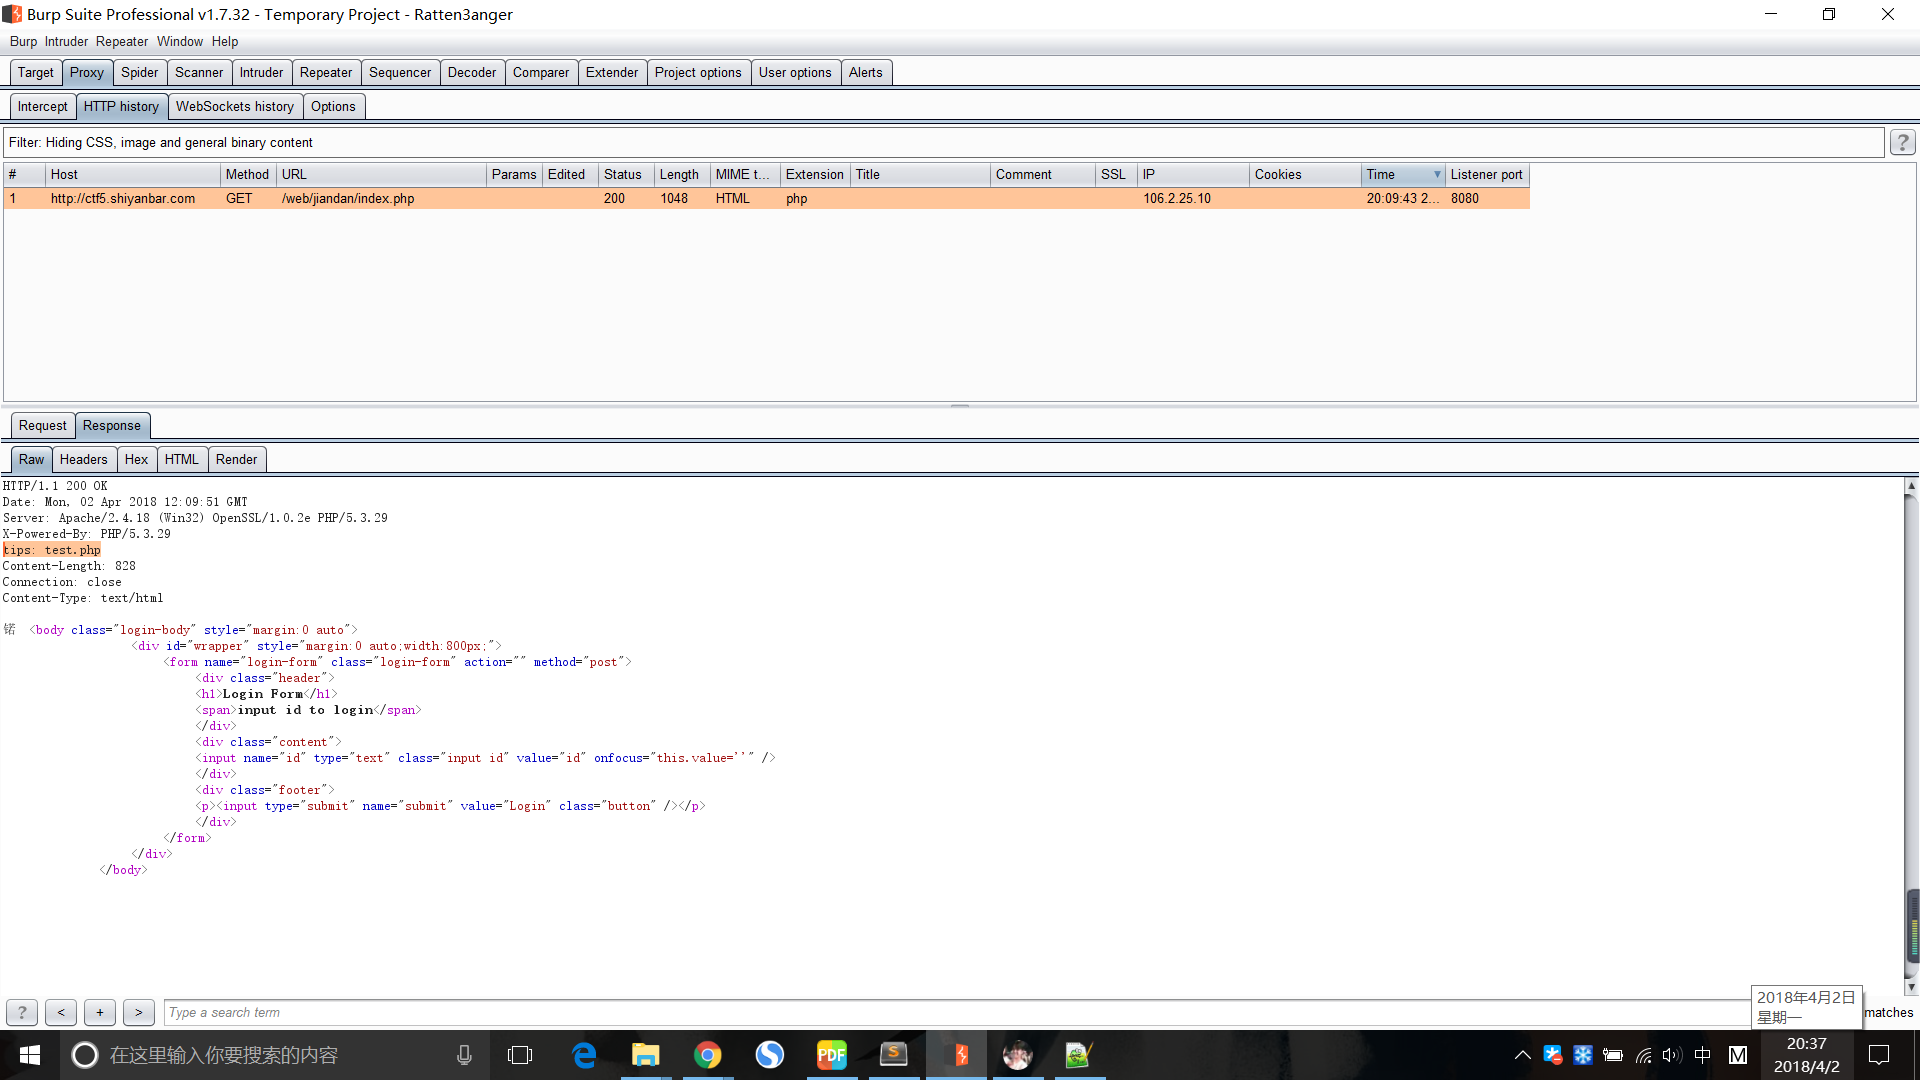 Burp Suite Professional v1.7.32 - Temporary Project - Ratten3anger
Burp Intruder Repeater Window Help
Target Proxy Spider Scanner Intruder Repeater Sequencer Decoder Comparer Extender Project options User options Alerts
Intercept HTTP history WebSockets history Options
Filter: Hiding CSS, image and general binary content
?
# Host Method URL Params Edited Status Length MIME t... Extension Title Comment SSL IP Cookies Time Listener port
1 http://ctf5.shiyanbar.com GET /web/jiandan/index.php 200 1048 HTML php 106.2.25.10 20:09:43 2... 8080
Request Response
Raw Headers Hex HTML Render
HTTP/1.1 200 OK
Date: Mon, 02 Apr 2018 12:09:51 GMT
Server: Apache/2.4.18 (Win32) OpenSSL/1.0.2e PHP/5.3.29
X-Powered-By: PHP/5.3.29
tips: test.php
Content-Length: 828
Connection: close
Content-Type: text/html
锘 <body class="login-body" style="margin:0 auto">
<div id="wrapper" style="margin:0 auto;width:800px;">
<form name="login-form" class="login-form" action="" method="post">
<div class="header">
<h1>Login Form</h1>
<span>input id to login</span>
</div>
<div class="content">
<input name="id" type="text" class="input id" value="id" onfocus="this.value=''" />
</div>
<div class="footer">
<p><input type="submit" name="submit" value="Login" class="button" /></p>
</div>
</form>
</div>
</body>
? < + > Type a search term matches
2018年4月2日
星期一
在这里输入你要搜索的内容
PDF
中 M
20:37
2018/4/2